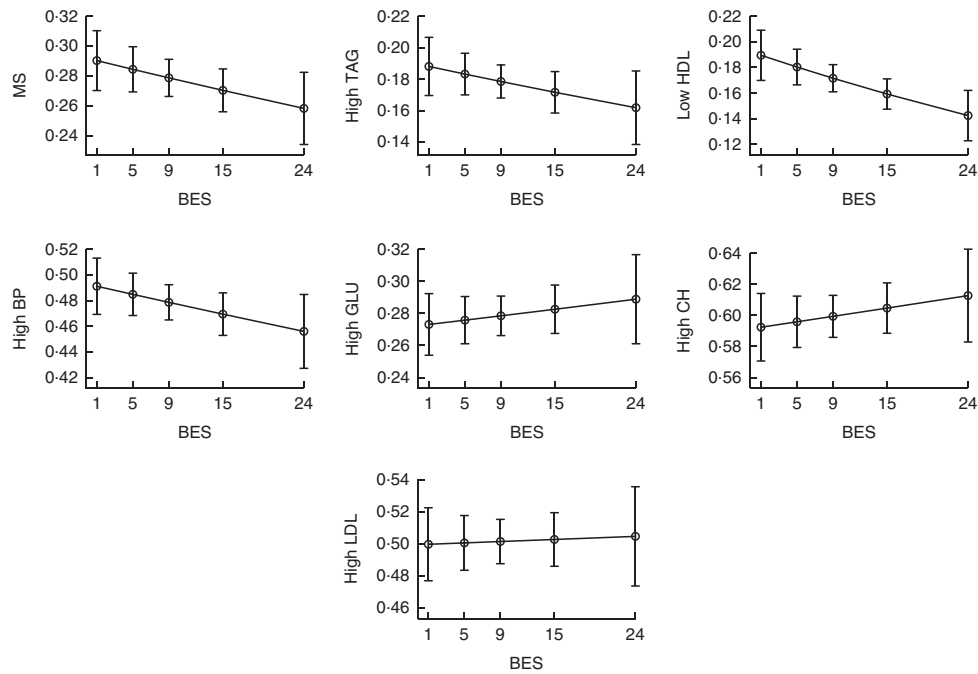 0·32
0·30
0·28
0·26
0·24
MS
1 5 9 15 24
BES
0·22
0·20
0·18
0·16
0·14
High TAG
1 5 9 15 24
BES
0·22
0·20
0·18
0·16
0·14
0·12
Low HDL
1 5 9 15 24
BES
0·52
0·50
0·48
0·46
0·44
0·42
High BP
1 5 9 15 24
BES
0·32
0·30
0·28
0·26
0·24
High GLU
1 5 9 15 24
BES
0·64
0·62
0·60
0·58
0·56
High CH
1 5 9 15 24
BES
0·54
0·52
0·50
0·48
0·46
High LDL
1 5 9 15 24
BES